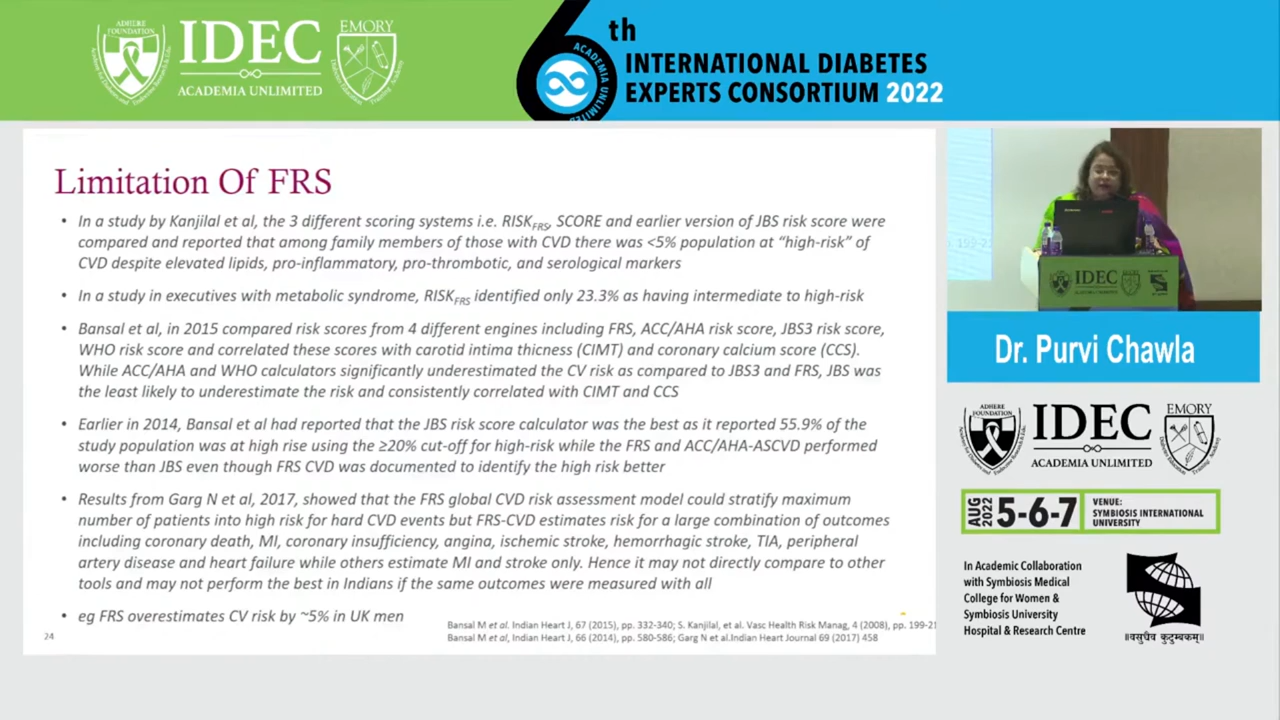 ADHERE
FOUNDATION
IDEC
ACADEMIA UNLIMITED
EMORY
6th
ACADEMIA UNLIMITED
INTERNATIONAL DIABETES
EXPERTS CONSORTIUM 2022
Limitation Of FRS
• In a study by Kanjilal et al, the 3 different scoring systems i.e. RISKFRS, SCORE and earlier version of JBS risk score were
compared and reported that among family members of those with CVD there was <5% population at “high-risk” of
CVD despite elevated lipids, pro-inflammatory, pro-thrombotic, and serological markers
• In a study in executives with metabolic syndrome, RISKFRS identified only 23.3% as having intermediate to high-risk
• Bansal et al, in 2015 compared risk scores from 4 different engines including FRS, ACC/AHA risk score, JBS3 risk score,
WHO risk score and correlated these scores with carotid intima thicness (CIMT) and coronary calcium score (CCS).
While ACC/AHA and WHO calculators significantly underestimated the CV risk as compared to JBS3 and FRS, JBS was
the least likely to underestimate the risk and consistently correlated with CIMT and CCS
• Earlier in 2014, Bansal et al had reported that the JBS risk score calculator was the best as it reported 55.9% of the
study population was at high rise using the ≥20% cut-off for high-risk while the FRS and ACC/AHA-ASCVD performed
worse than JBS even though FRS CVD was documented to identify the high risk better
• Results from Garg N et al, 2017, showed that the FRS global CVD risk assessment model could stratify maximum
number of patients into high risk for hard CVD events but FRS-CVD estimates risk for a large combination of outcomes
including coronary death, MI, coronary insufficiency, angina, ischemic stroke, hemorrhagic stroke, TIA, peripheral
artery disease and heart failure while others estimate MI and stroke only. Hence it may not directly compare to other
tools and may not perform the best in Indians if the same outcomes were measured with all
• eg FRS overestimates CV risk by ~5% in UK men
24
Bansal M et al. Indian Heart J, 67 (2015), pp. 332-340; S. Kanjilal, et al. Vasc Health Risk Manag, 4 (2008), pp. 199-21
Bansal M et al, Indian Heart J, 66 (2014), pp. 580-586; Garg N et al.Indian Heart Journal 69 (2017) 458
p. 199-2
IDEC
Dr. Purvi Chawla
ADHERE
FOUNDATION
IDEC
ACADEMIA UNLIMITED
EMORY
AUG
2022
5-6-7
VENUE:
SYMBIOSIS INTERNATIONAL
UNIVERSITY
In Academic Collaboration
with Symbiosis Medical
College for Women &
Symbiosis University
Hospital & Research Centre
॥वसुधैव कुटुम्बकम्॥